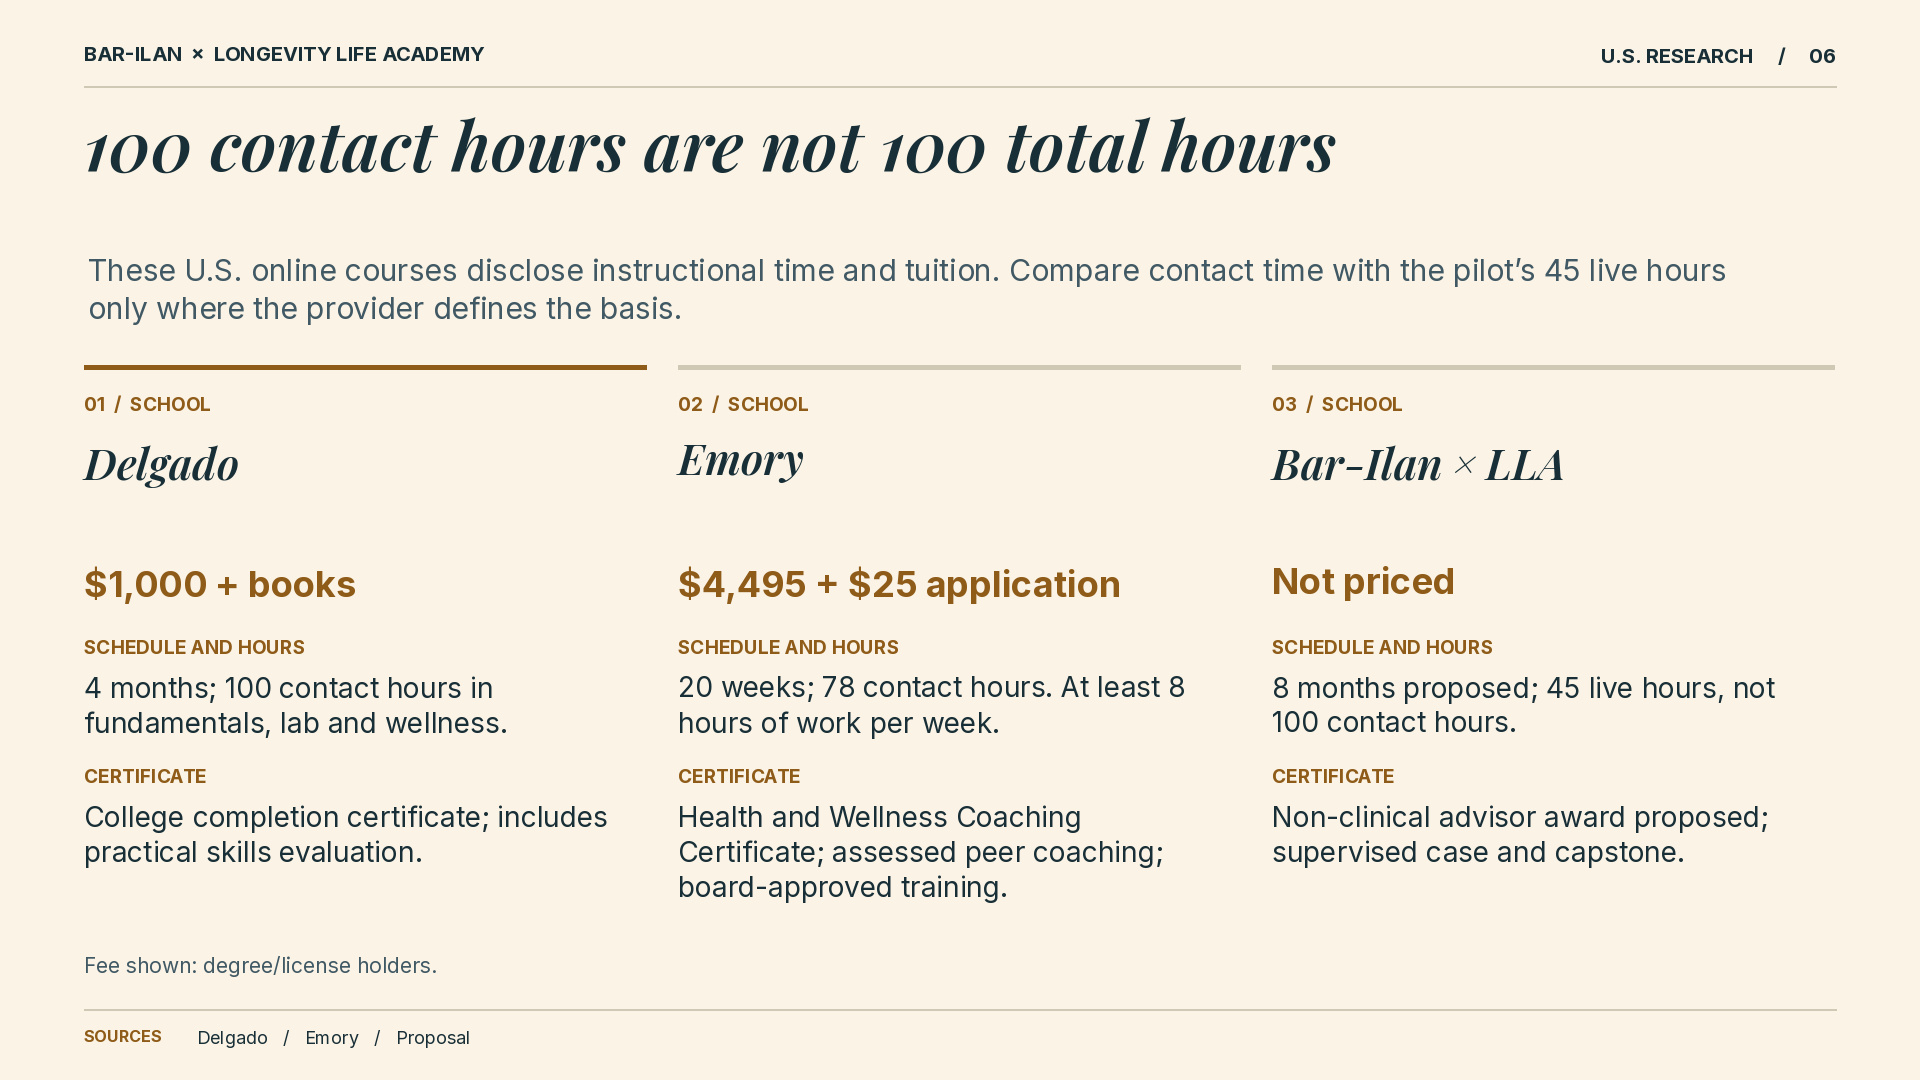 BAR-ILAN × LONGEVITY LIFE ACADEMY
U.S. RESEARCH / 06
100 contact hours are not 100 total hours
These U.S. online courses disclose instructional time and tuition. Compare contact time with the pilot’s 45 live hours
only where the provider defines the basis.
01 / SCHOOL
Delgado
$1,000 + books
SCHEDULE AND HOURS
4 months; 100 contact hours in
fundamentals, lab and wellness.
CERTIFICATE
College completion certificate; includes
practical skills evaluation.
02 / SCHOOL
Emory
$4,495 + $25 application
SCHEDULE AND HOURS
20 weeks; 78 contact hours. At least 8
hours of work per week.
CERTIFICATE
Health and Wellness Coaching
Certificate; assessed peer coaching;
board-approved training.
03 / SCHOOL
Bar-Ilan × LLA
Not priced
SCHEDULE AND HOURS
8 months proposed; 45 live hours, not
100 contact hours.
CERTIFICATE
Non-clinical advisor award proposed;
supervised case and capstone.
Fee shown: degree/license holders.
SOURCES Delgado / Emory / Proposal